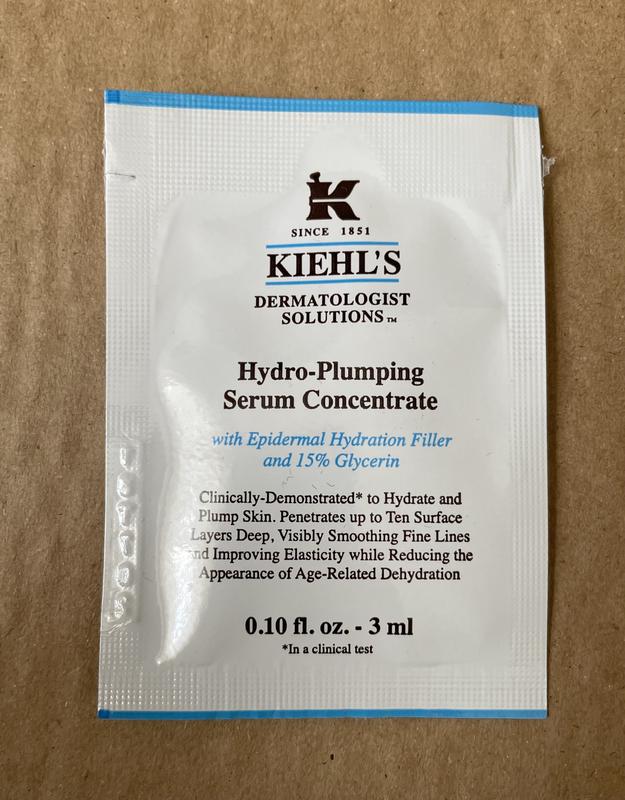 K
SINCE 1851
KIEHL'S
DERMATOLOGIST
SOLUTIONS™
Hydro-Plumping
Serum Concentrate
with Epidermal Hydration Filler
and 15% Glycerin
Clinically-Demonstrated* to Hydrate and
Plump Skin. Penetrates up to Ten Surface
Layers Deep, Visibly Smoothing Fine Lines
and Improving Elasticity while Reducing the
Appearance of Age-Related Dehydration
0.10 fl. oz. - 3 ml
*In a clinical test